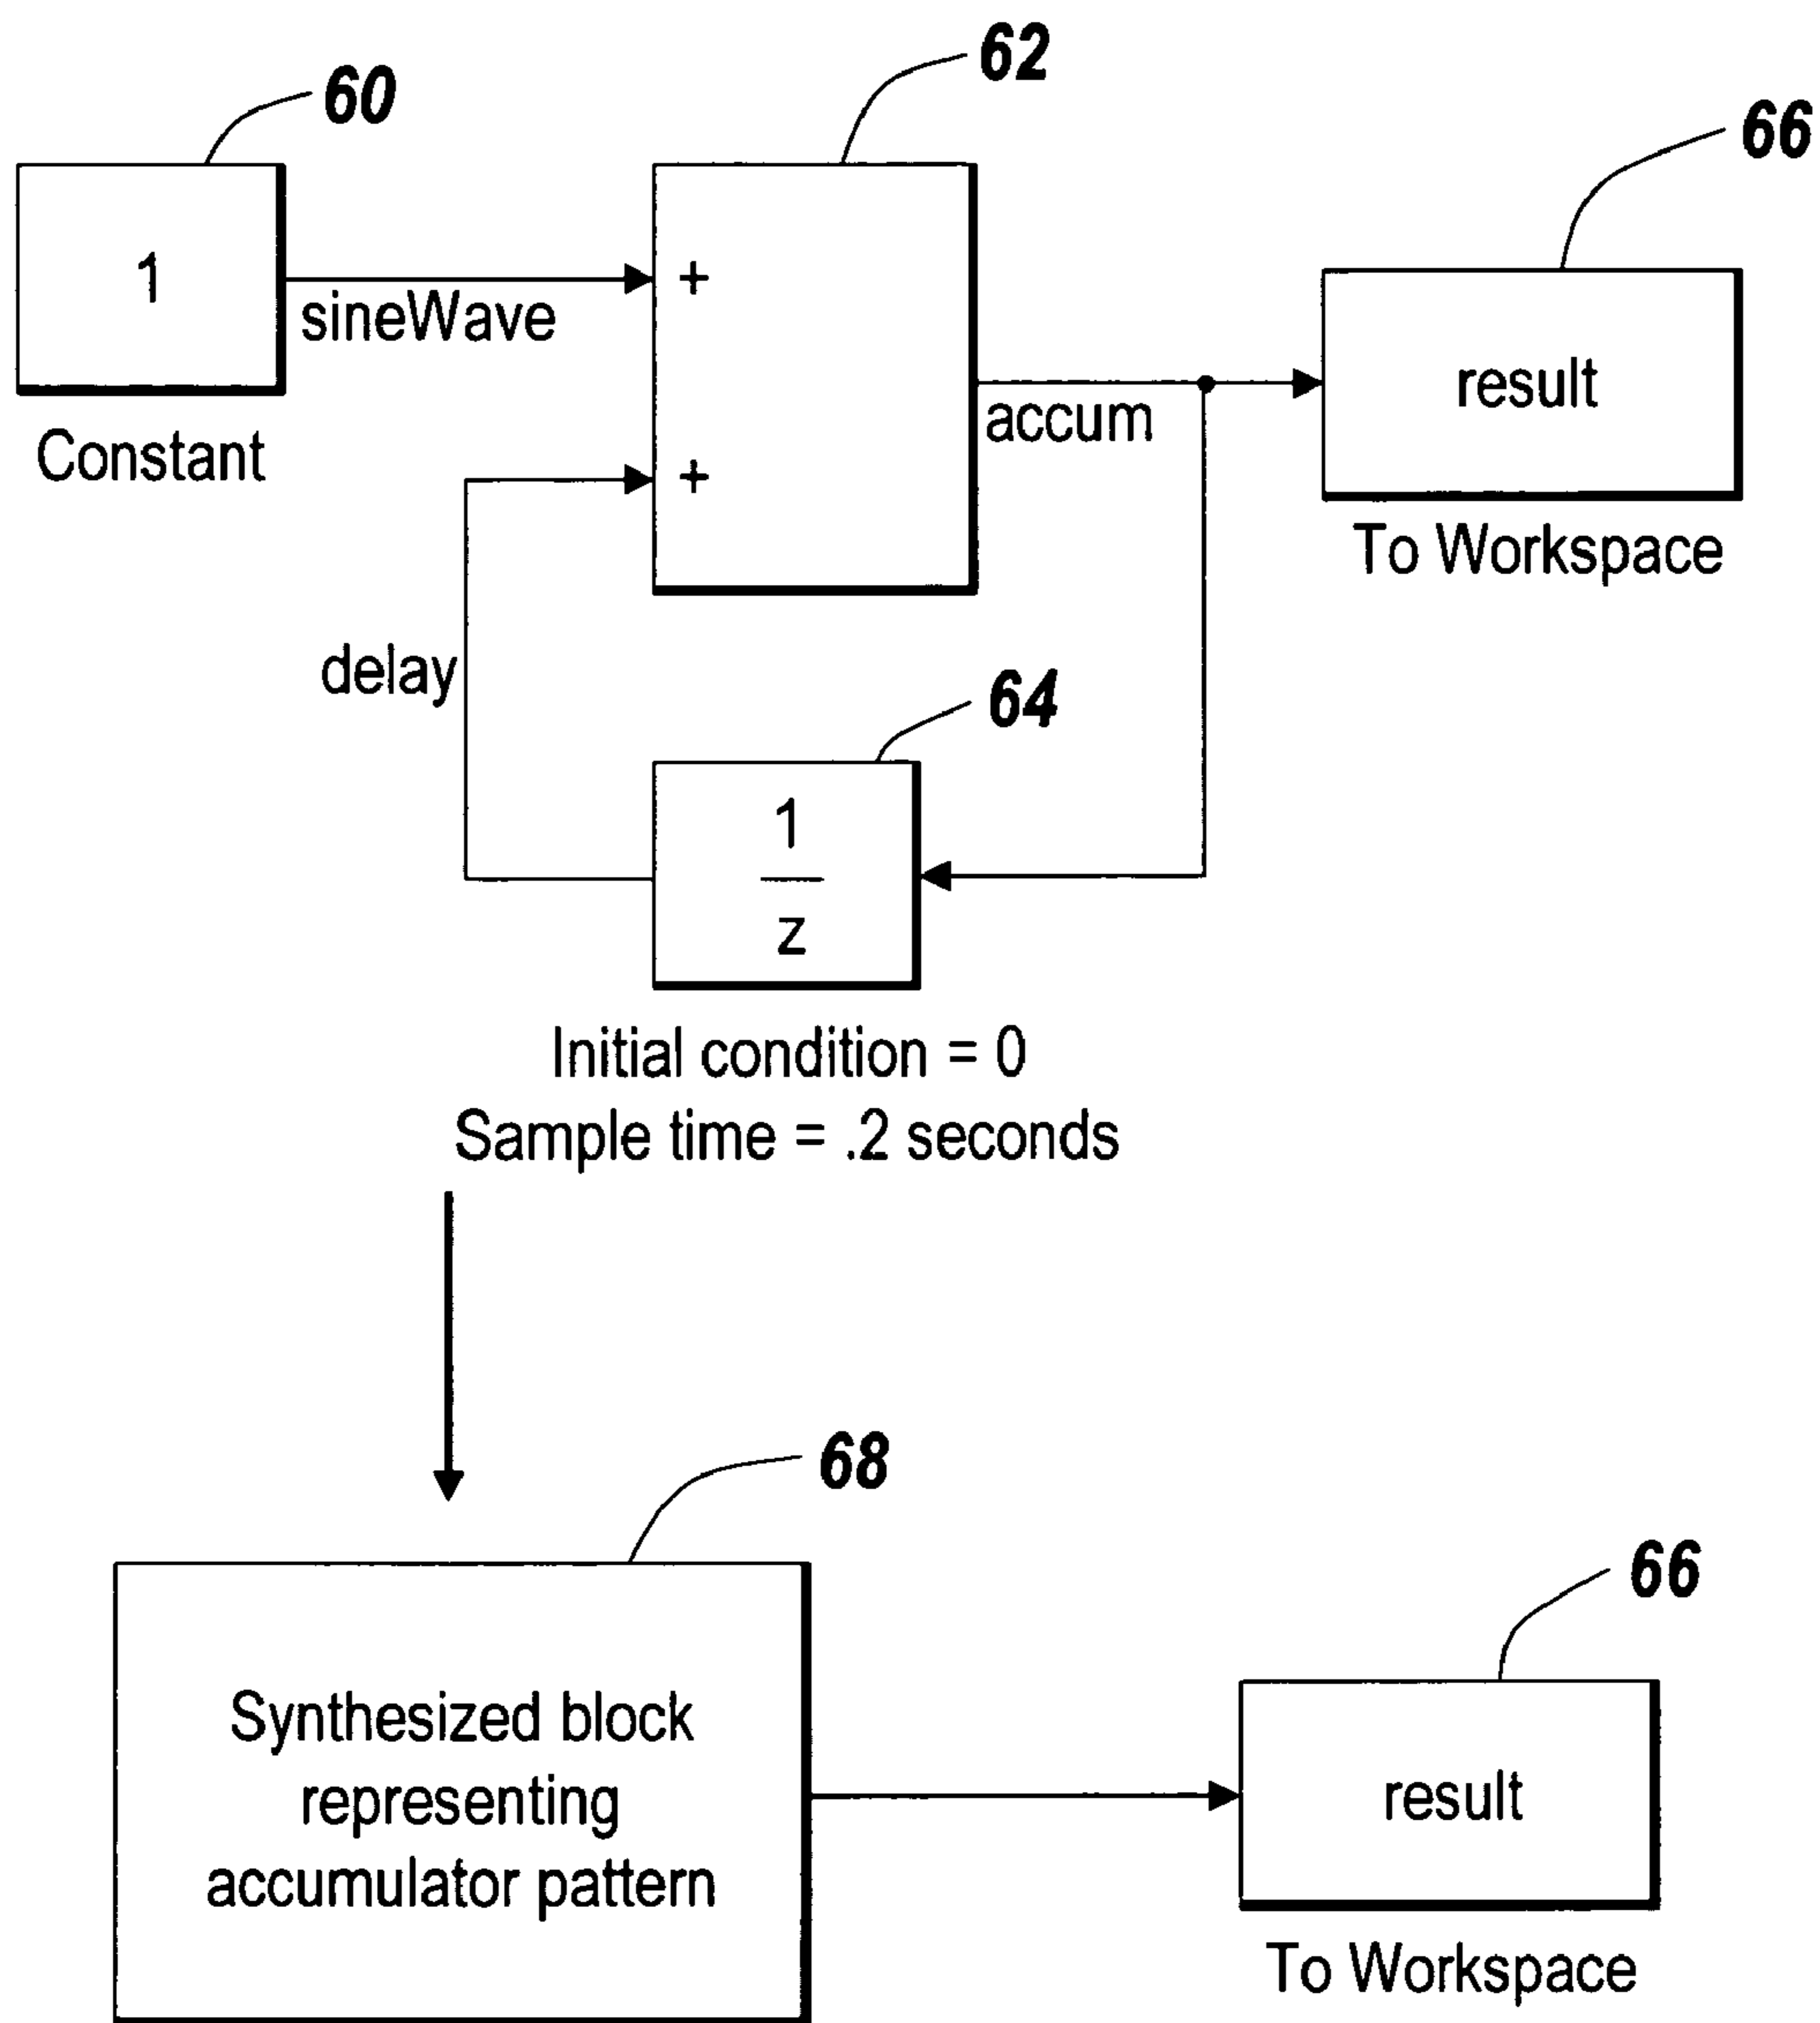 60
62
66
1
sineWave
+
+
accum
result
Constant
To Workspace
delay
64
1
z
Initial condition = 0
Sample time = .2 seconds
68
66
Synthesized block
representing
accumulator pattern
result
To Workspace